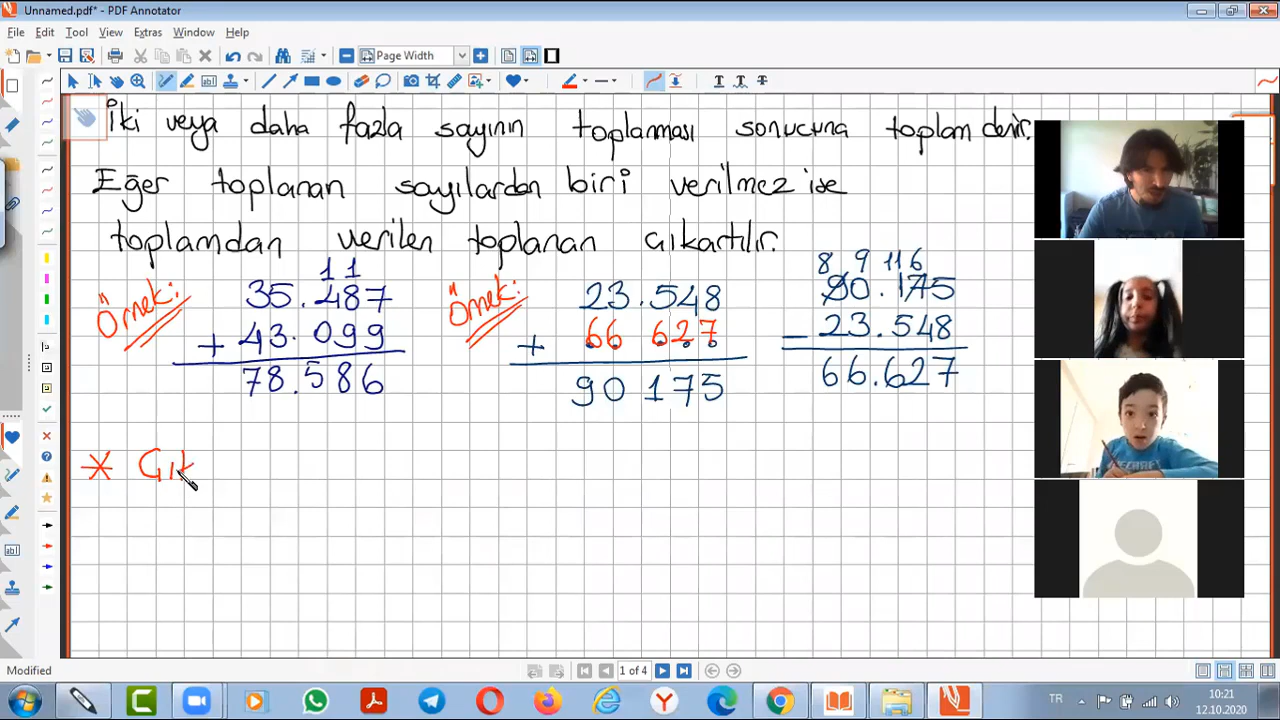 Unnamed.pdf* - PDF Annotator
File Edit Tool View Extras Window Help
Page Width
İki veya daha fazla sayının toplanması sonucuna toplam denir.
Eğer toplanan sayılardan biri verilmez ise
toplamdan verilen toplanan çıkartılır.
1 1
8 9 11 6
Örnek: 35.487
Örnek: 23.548
90.175
+ 43.099
+ 66 627
- 23.548
78.586
90 175
66.627
* Çık
Modified
1 of 4
TR
10:21
12.10.2020